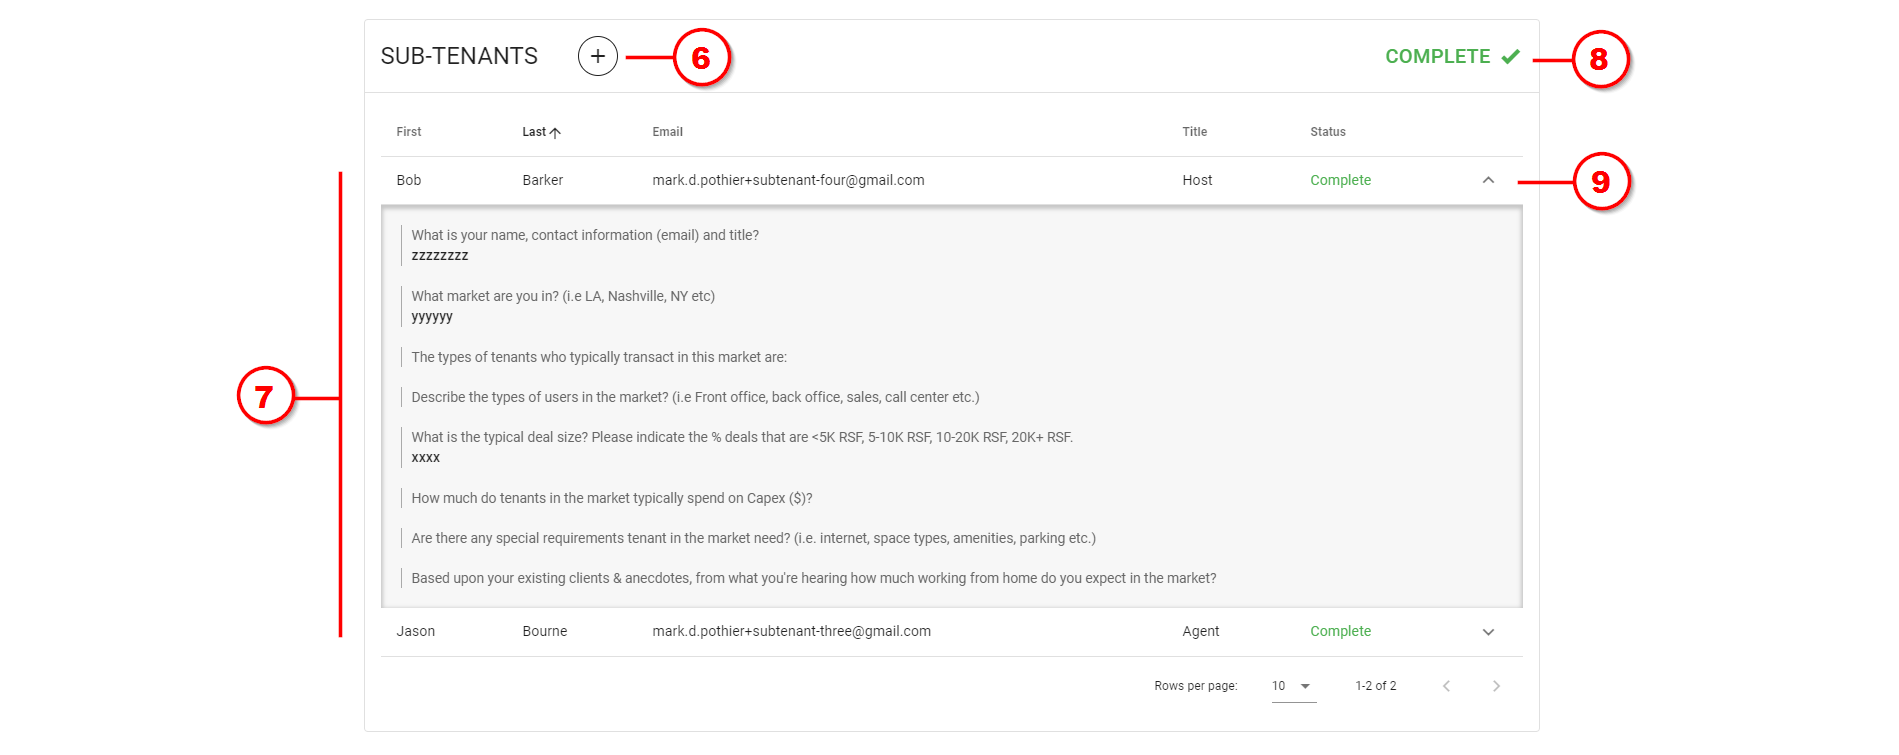 SUB-TENANTS + 6 COMPLETE 8
First Last Email Title Status
Bob Barker mark.d.pothier+subtenant-four@gmail.com Host Complete 9
What is your name, contact information (email) and title?
zzzzzzzz
What market are you in? (i.e LA, Nashville, NY etc)
yyyyyy
The types of tenants who typically transact in this market are:
7
Describe the types of users in the market? (i.e Front office, back office, sales, call center etc.)
What is the typical deal size? Please indicate the % deals that are <5K RSF, 5-10K RSF, 10-20K RSF, 20K+ RSF.
xxxx
How much do tenants in the market typically spend on Capex ($)?
Are there any special requirements tenant in the market need? (i.e. internet, space types, amenities, parking etc.)
Based upon your existing clients & anecdotes, from what you're hearing how much working from home do you expect in the market?
Jason Bourne mark.d.pothier+subtenant-three@gmail.com Agent Complete
Rows per page: 10 1-2 of 2